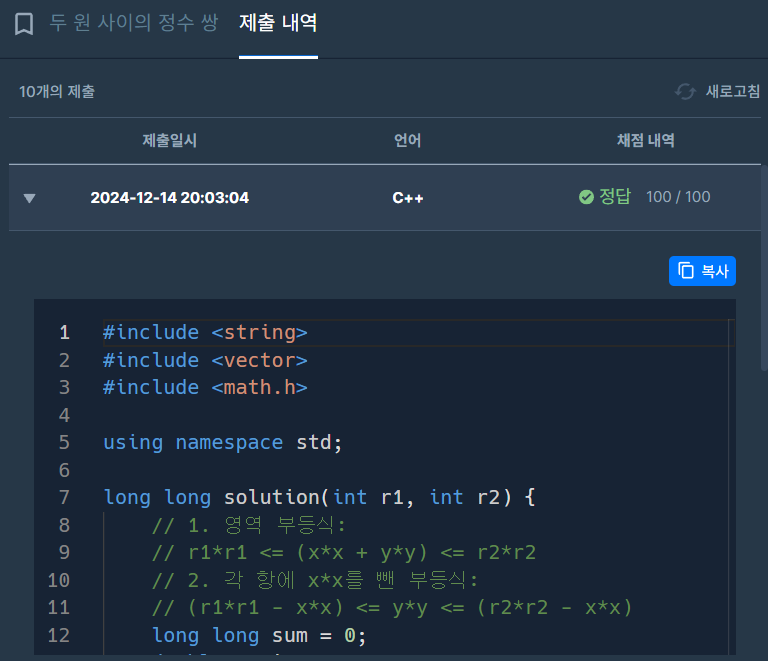 두 원 사이의 정수 쌍 제출 내역
10개의 제출 새로고침
제출일시 언어 채점 내역
2024-12-14 20:03:04 C++ 정답 100 / 100
복사
1 #include <string>
2 #include <vector>
3 #include <math.h>
4
5 using namespace std;
6
7 long long solution(int r1, int r2) {
8 // 1. 영역 부등식:
9 // r1*r1 <= (x*x + y*y) <= r2*r2
10 // 2. 각 항에 x*x를 뺀 부등식:
11 // (r1*r1 - x*x) <= y*y <= (r2*r2 - x*x)
12 long long sum = 0;